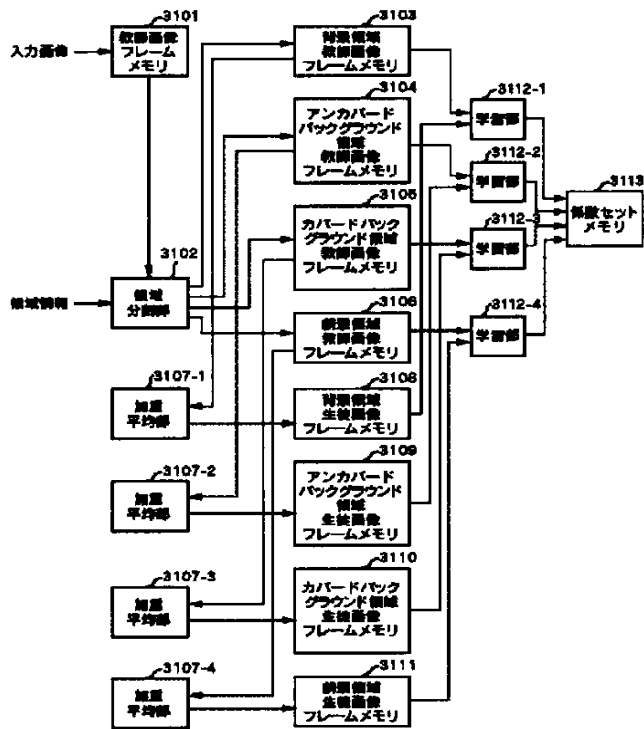 3101
教師画像
フレーム
メモリ
入力画像
3102
領域
分割部
領域情報
3103
背景領域
教師画像
フレームメモリ
3104
アンカバード
バックグラウンド
領域
教師画像
フレームメモリ
3105
カバードバック
グラウンド領域
教師画像
フレームメモリ
3106
前景領域
教師画像
フレームメモリ
3107-1
加重
平均部
3107-2
加重
平均部
3107-3
加重
平均部
3107-4
加重
平均部
3108
背景領域
生徒画像
フレームメモリ
3109
アンカバード
バックグラウンド
領域
生徒画像
フレームメモリ
3110
カバードバック
グラウンド領域
生徒画像
フレームメモリ
3111
前景領域
生徒画像
フレームメモリ
3112-1
学習部
3112-2
学習部
3112-3
学習部
3112-4
学習部
3113
係数セット
メモリ